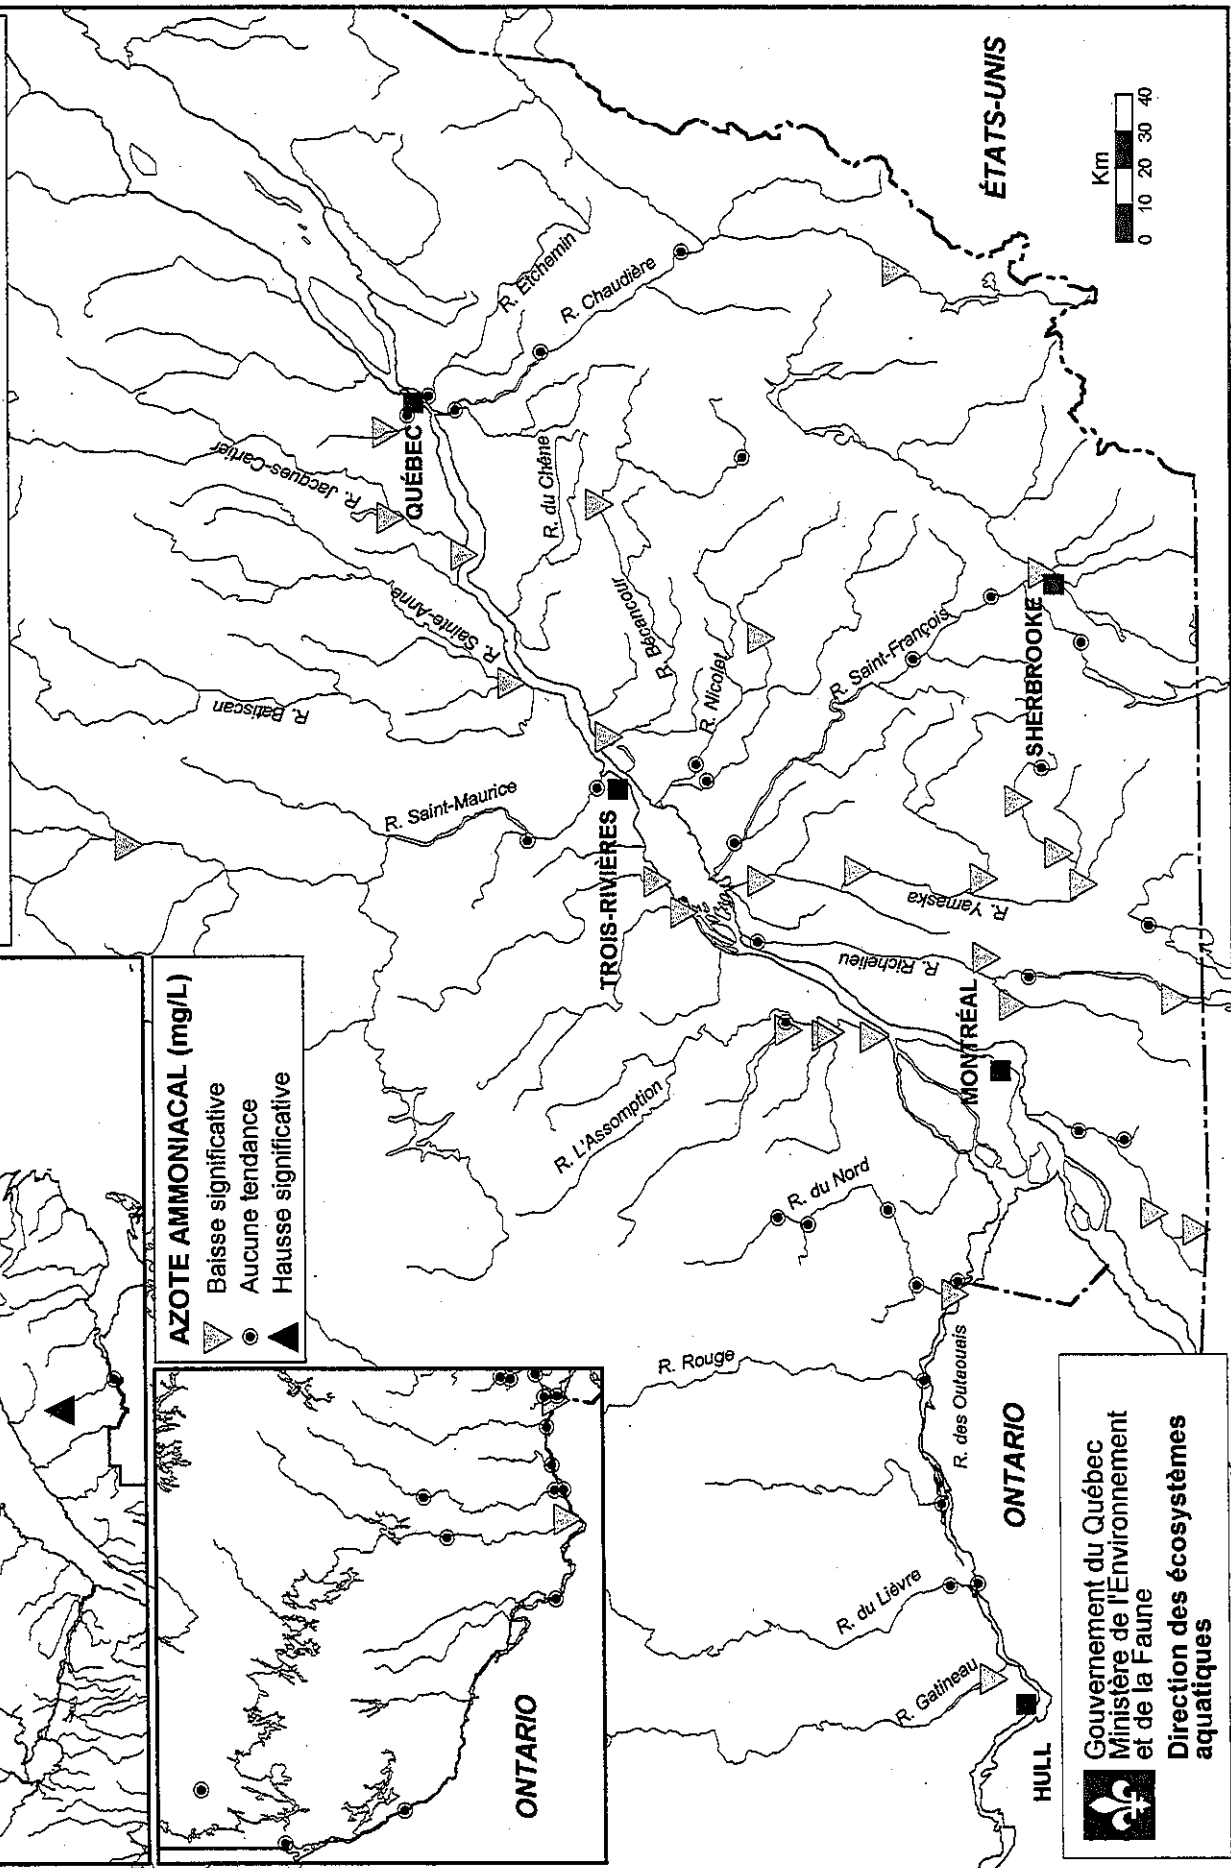 AZOTE AMMONIACAL (mg/L)
Baisse significative
Aucune tendance
Hausse significative
ONTARIO
Gouvernement du Québec
Ministère de l'Environnement
et de la Faune
Direction des écosystèmes
aquatiques
HULL
R. Gatineau
R. du Lièvre
ONTARIO
R. des Outaouais
R. Rouge
R. du Nord
R. L'Assomption
MONTRÉAL
R. Richelieu
R. Yamaska
TROIS-RIVIÈRES
R. Saint-Maurice
R. Batiscan
R. Sainte-Anne
R. Jacques-Cartier
QUÉBEC
R. du Chêne
R. Bécancour
R. Nicolet
R. Saint-François
SHERBROOKE
R. Etchemin
R. Chaudière
ÉTATS-UNIS
Km
0 10 20 30 40